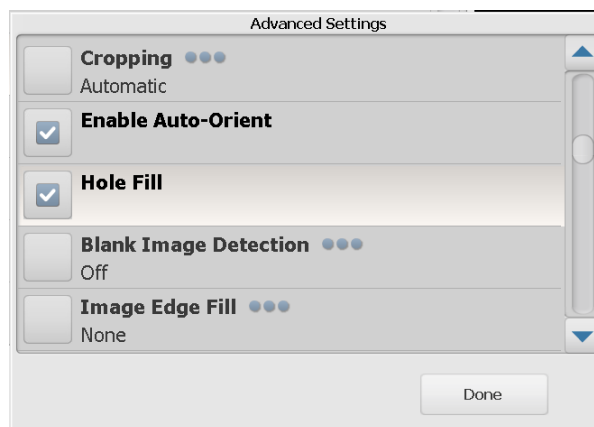 Advanced Settings
Cropping
Automatic
Enable Auto-Orient
Hole Fill
Blank Image Detection
Off
Image Edge Fill
None
Done